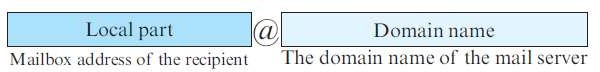 Local part @ Domain name
Mailbox address of the recipient The domain name of the mail server